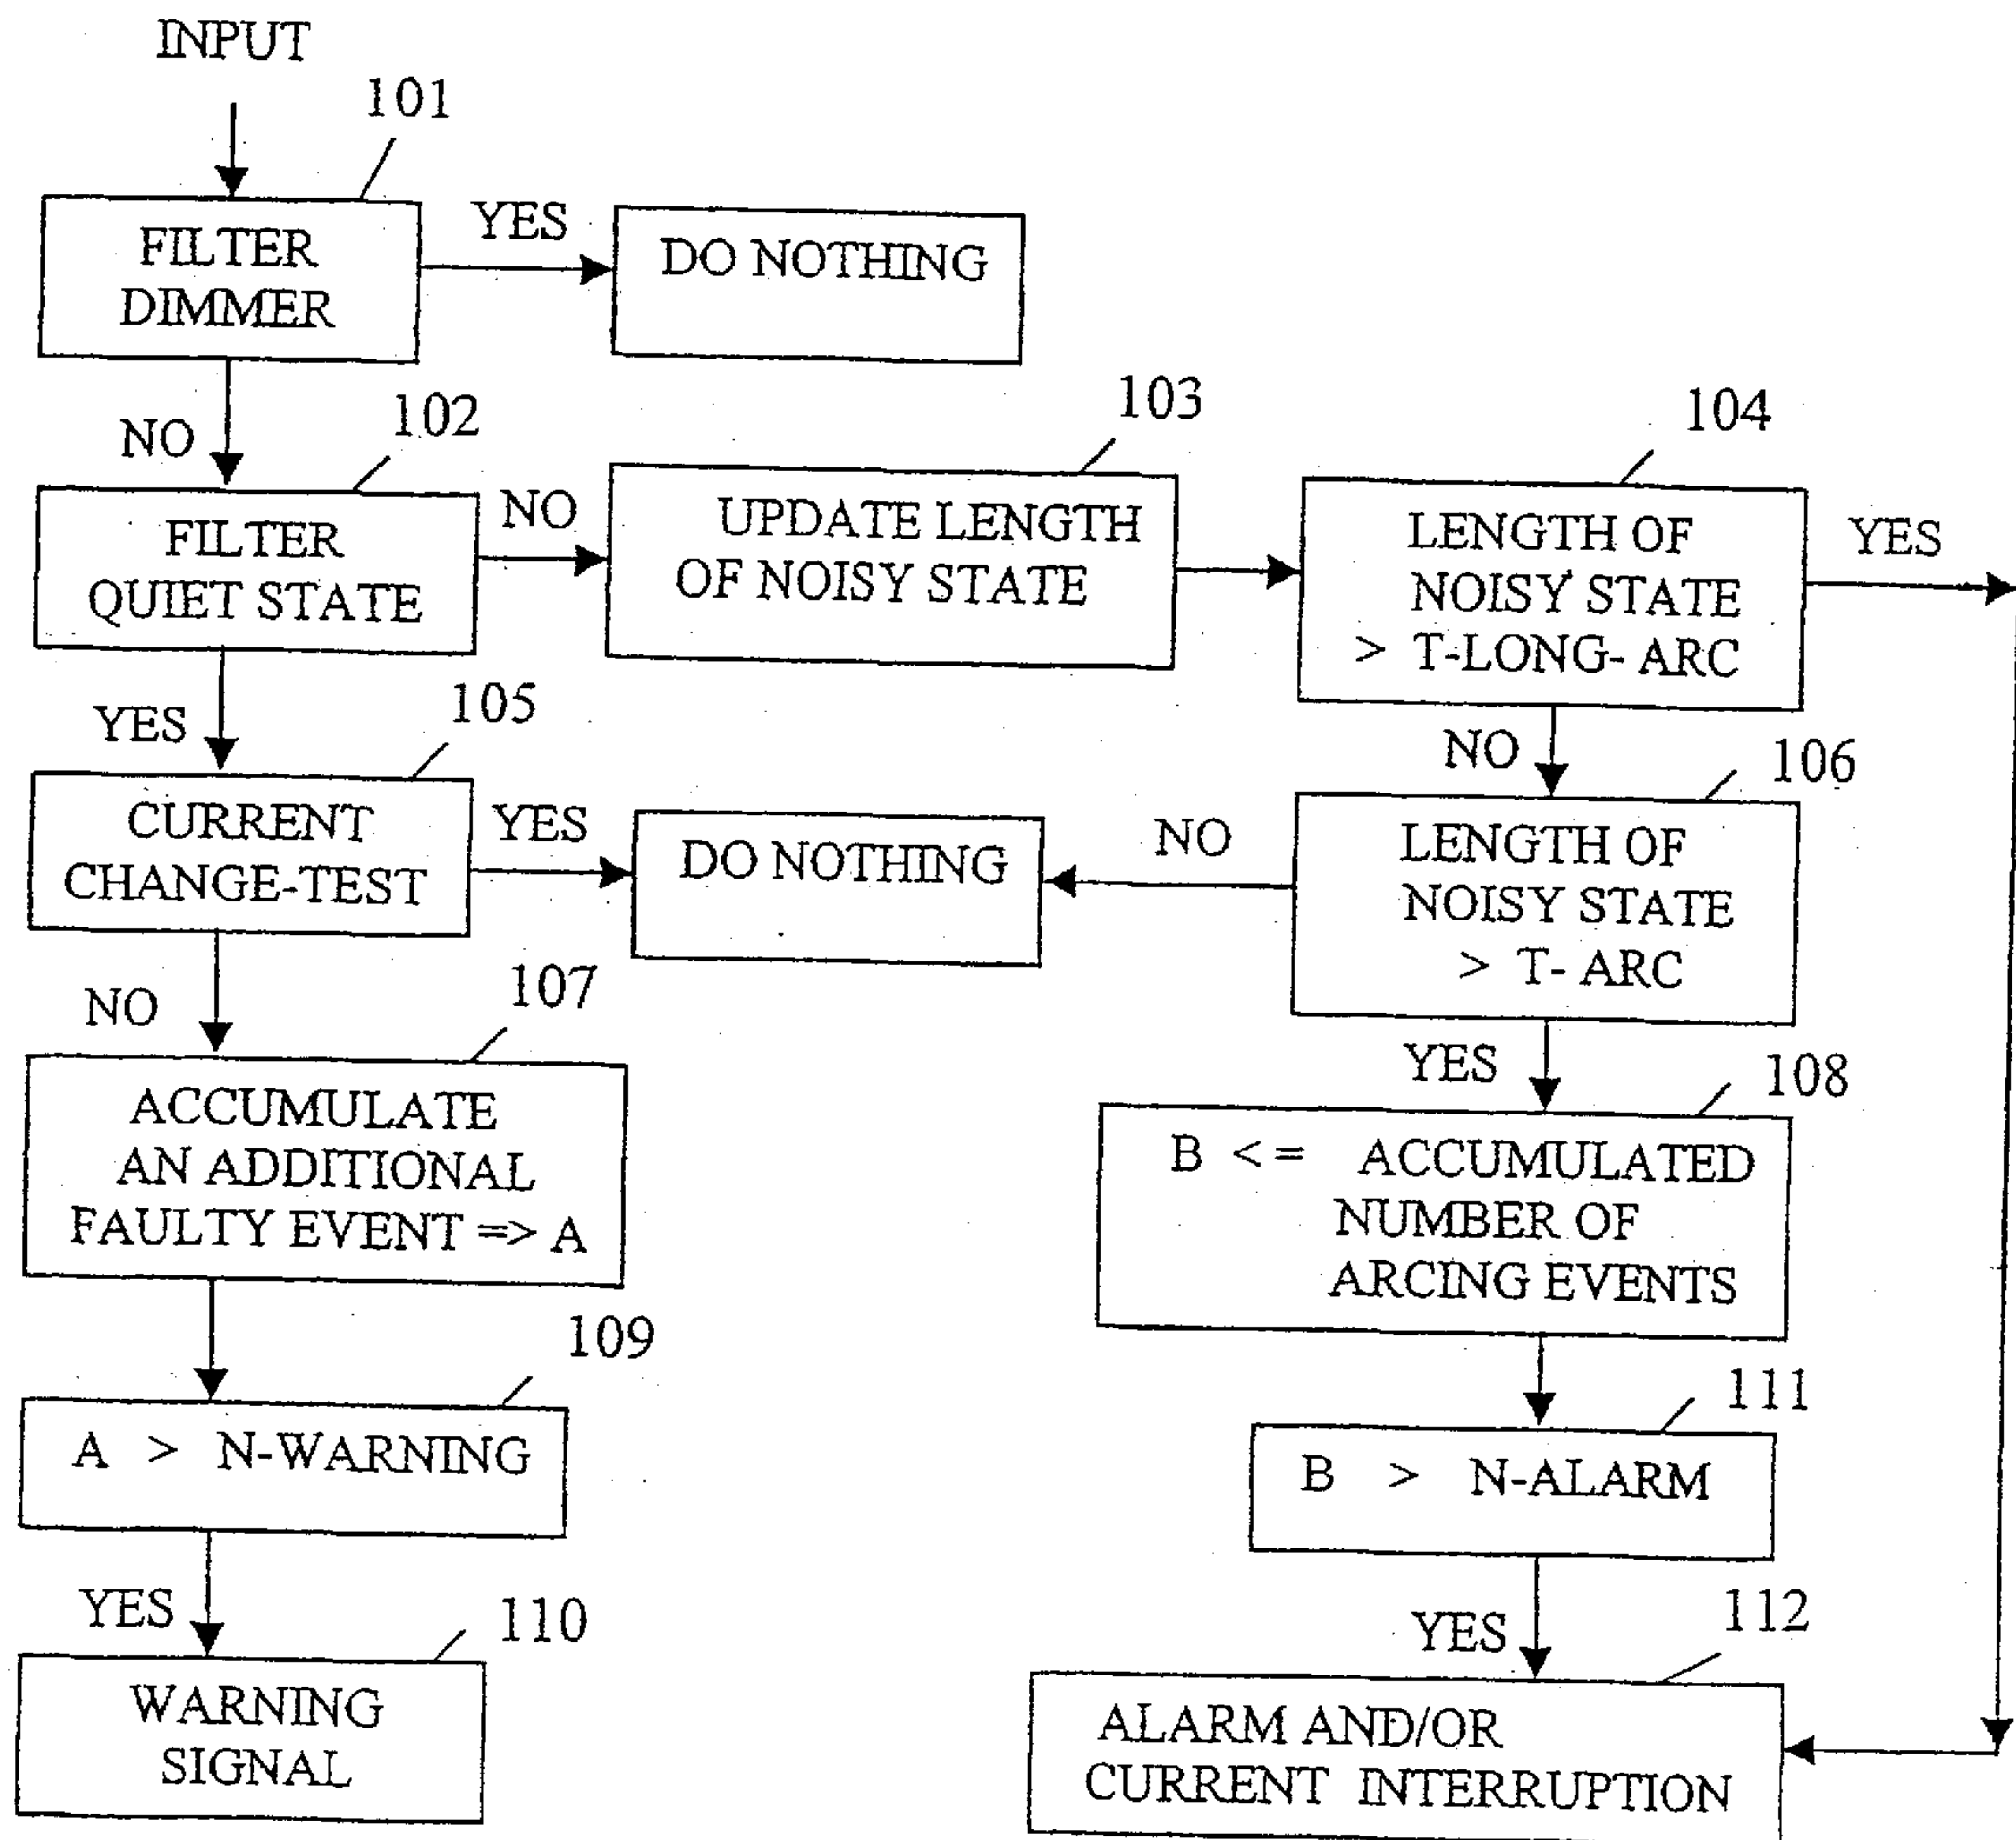 INPUT
101
FILTER
DIMMER
YES
DO NOTHING
NO
102
FILTER
QUIET STATE
NO
103
UPDATE LENGTH
OF NOISY STATE
104
LENGTH OF
NOISY STATE
> T-LONG- ARC
YES
YES
105
CURRENT
CHANGE-TEST
YES
DO NOTHING
NO
NO
106
LENGTH OF
NOISY STATE
> T- ARC
NO
107
ACCUMULATE
AN ADDITIONAL
FAULTY EVENT => A
YES
108
B <= ACCUMULATED
NUMBER OF
ARCING EVENTS
109
A > N-WARNING
111
B > N-ALARM
YES
110
WARNING
SIGNAL
YES
112
ALARM AND/OR
CURRENT INTERRUPTION